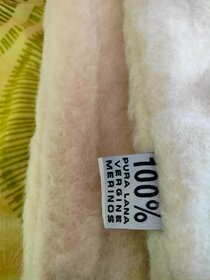 100%
PURA LANA
VERGINE
MERINOS